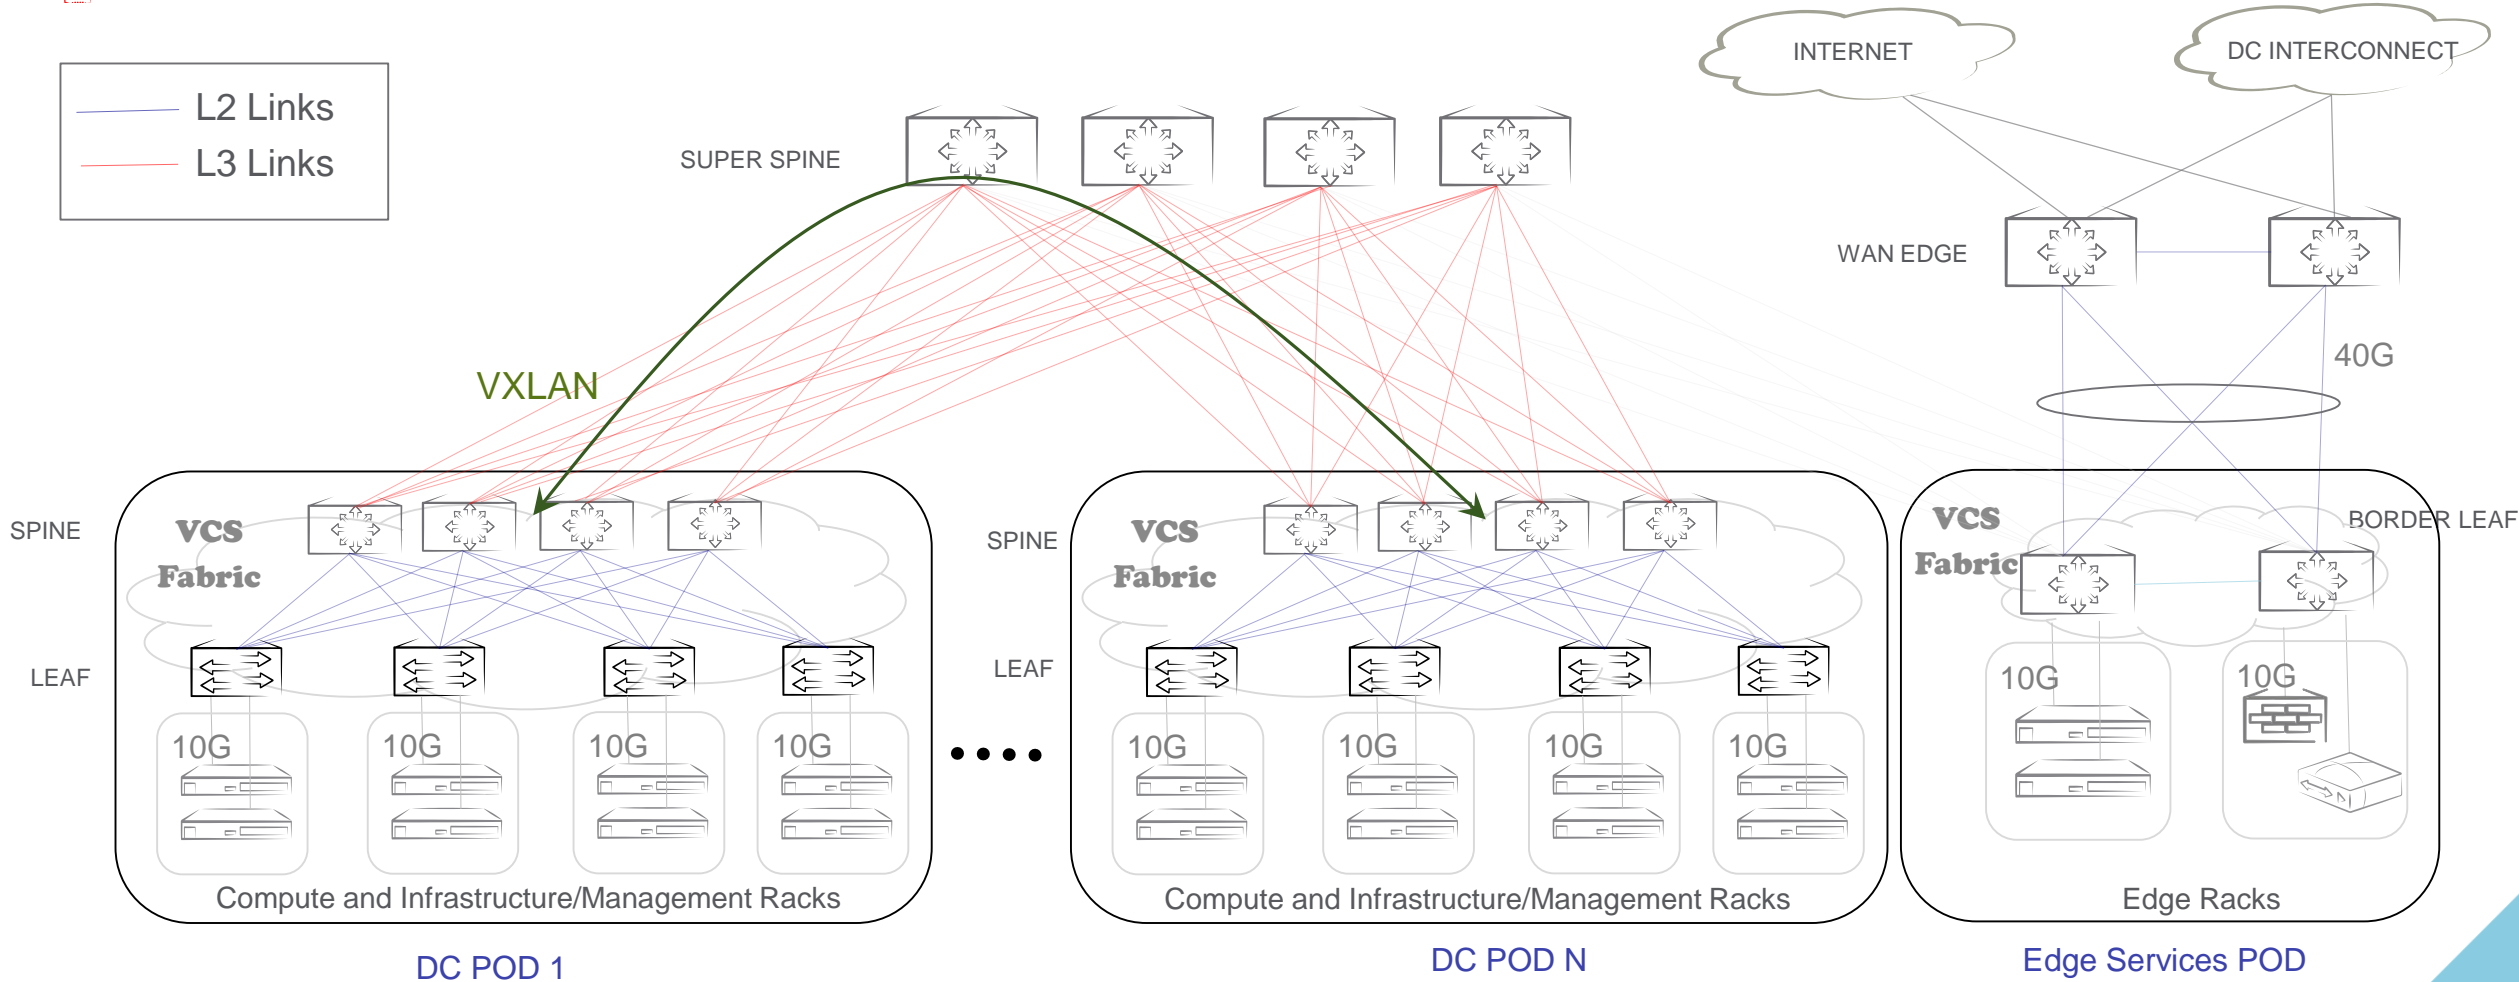 INTERNET
DC INTERCONNECT
L2 Links
L3 Links
SUPER SPINE
WAN EDGE
40G
VXLAN
SPINE
VCS
Fabric
SPINE
VCS
Fabric
VCS
Fabric
BORDER LEAF
LEAF
LEAF
10G
10G
10G
10G
10G
10G
10G
10G
10G
10G
Compute and Infrastructure/Management Racks
Compute and Infrastructure/Management Racks
Edge Racks
DC POD 1
DC POD N
Edge Services POD